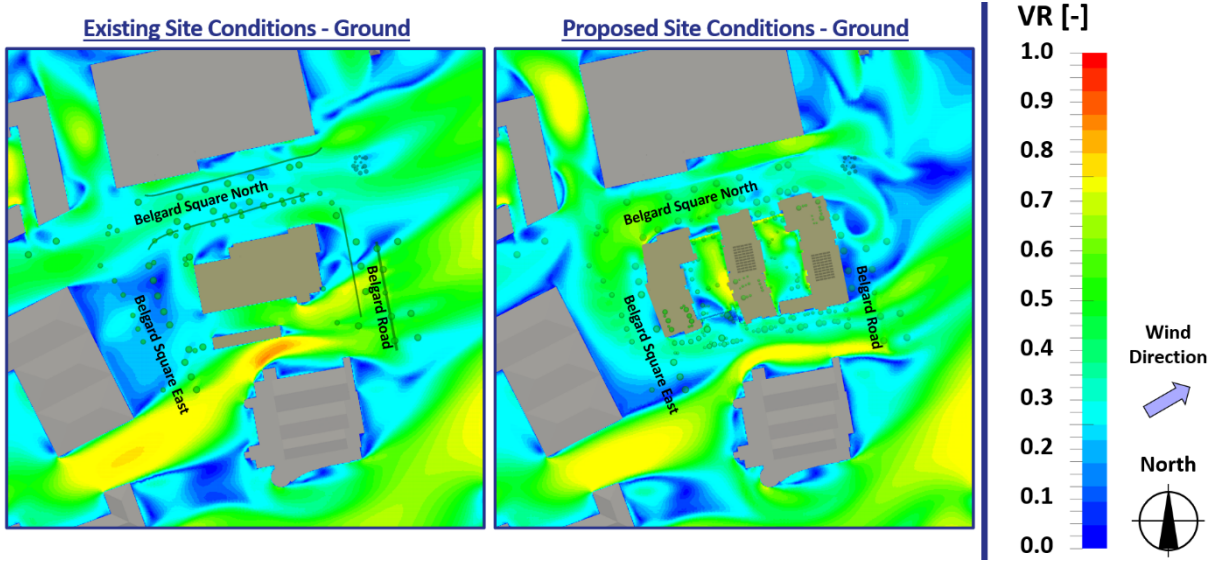 Existing Site Conditions - Ground
Belgard Square North
Belgard Road
Belgard Square East
Proposed Site Conditions - Ground
Belgard Square North
Belgard Road
Belgard Square East
VR [-]
1.0
0.9
0.8
0.7
0.6
0.5
0.4
0.3
0.2
0.1
0.0
Wind
Direction
North